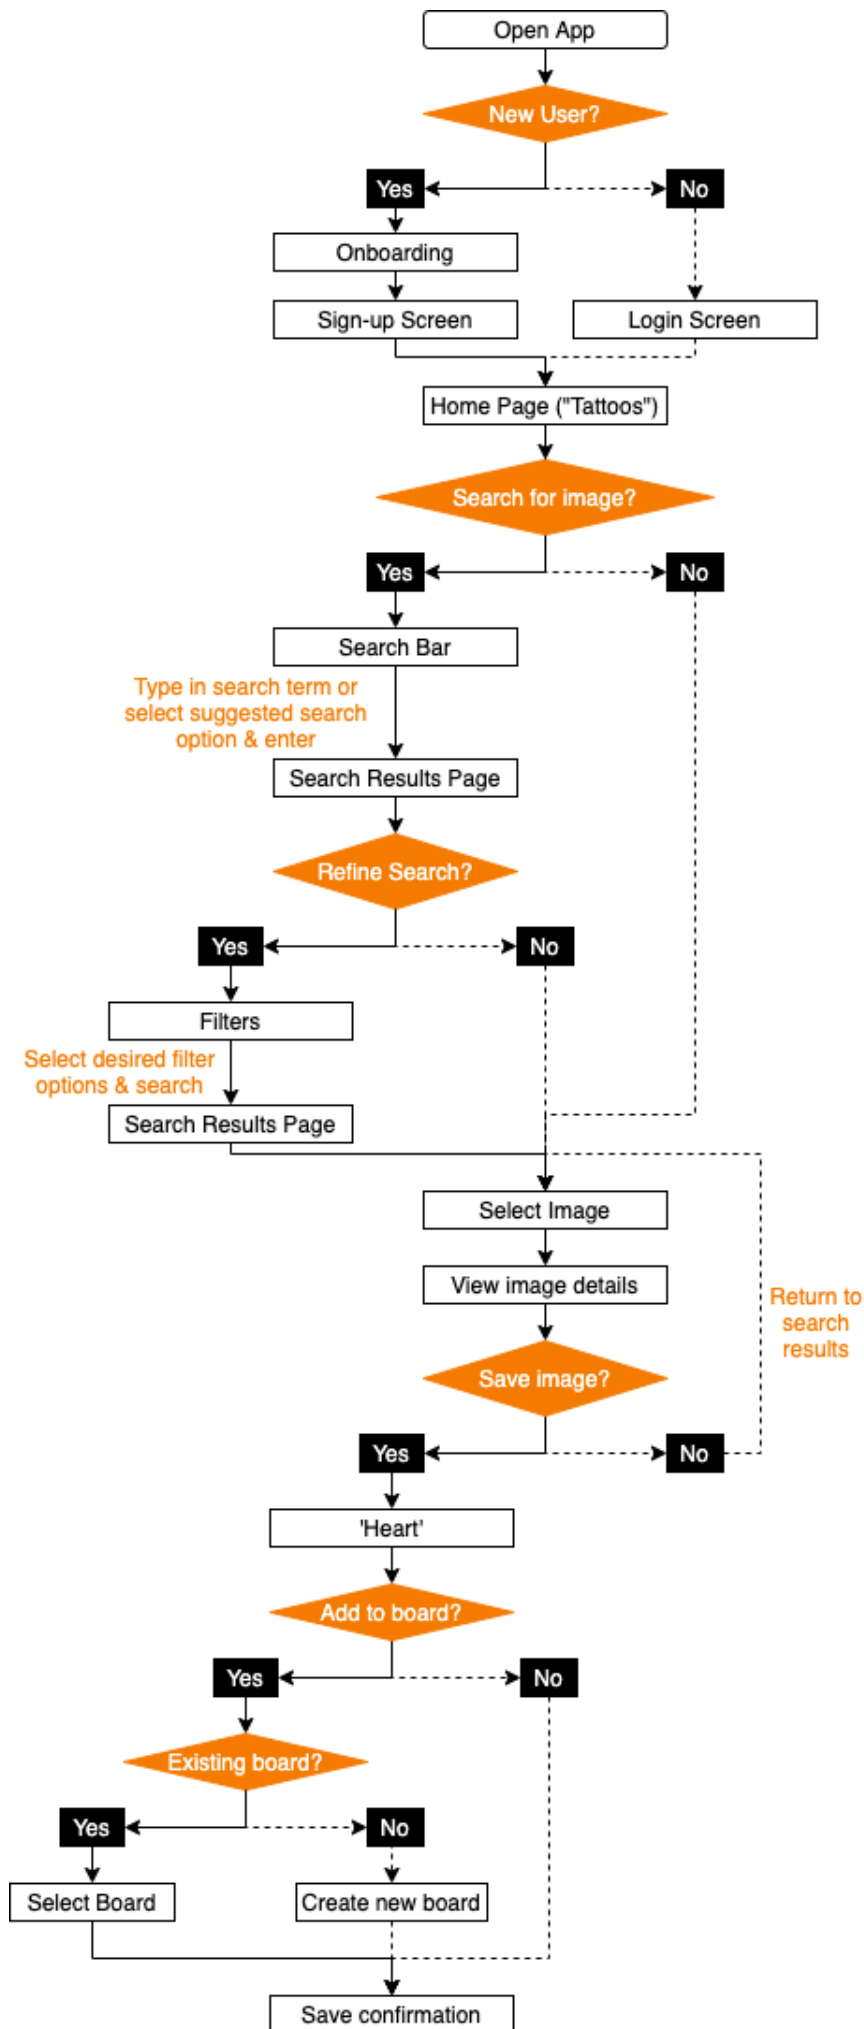 Open App
New User?
Yes
No
Onboarding
Sign-up Screen
Login Screen
Home Page ("Tattoos")
Search for image?
Yes
No
Search Bar
Type in search term or
select suggested search
option & enter
Search Results Page
Refine Search?
Yes
No
Filters
Select desired filter
options & search
Search Results Page
Select Image
View image details
Return to
search
results
Save image?
Yes
No
'Heart'
Add to board?
Yes
No
Existing board?
Yes
No
Select Board
Create new board
Save confirmation